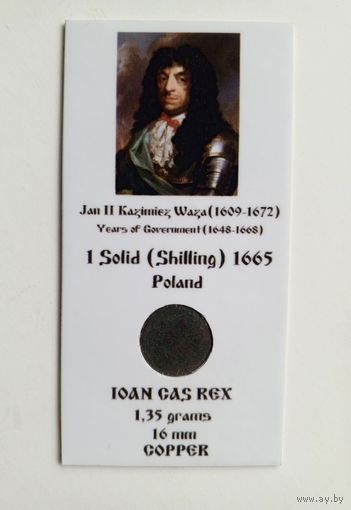 Jan II Kazimiez Waza (1609-1672)
Years of Government (1648-1668)
1 Solid (Shilling) 1665
Poland
IOAN CAS REX
1,35 grams
16 mm
COPPER
www.ay.by